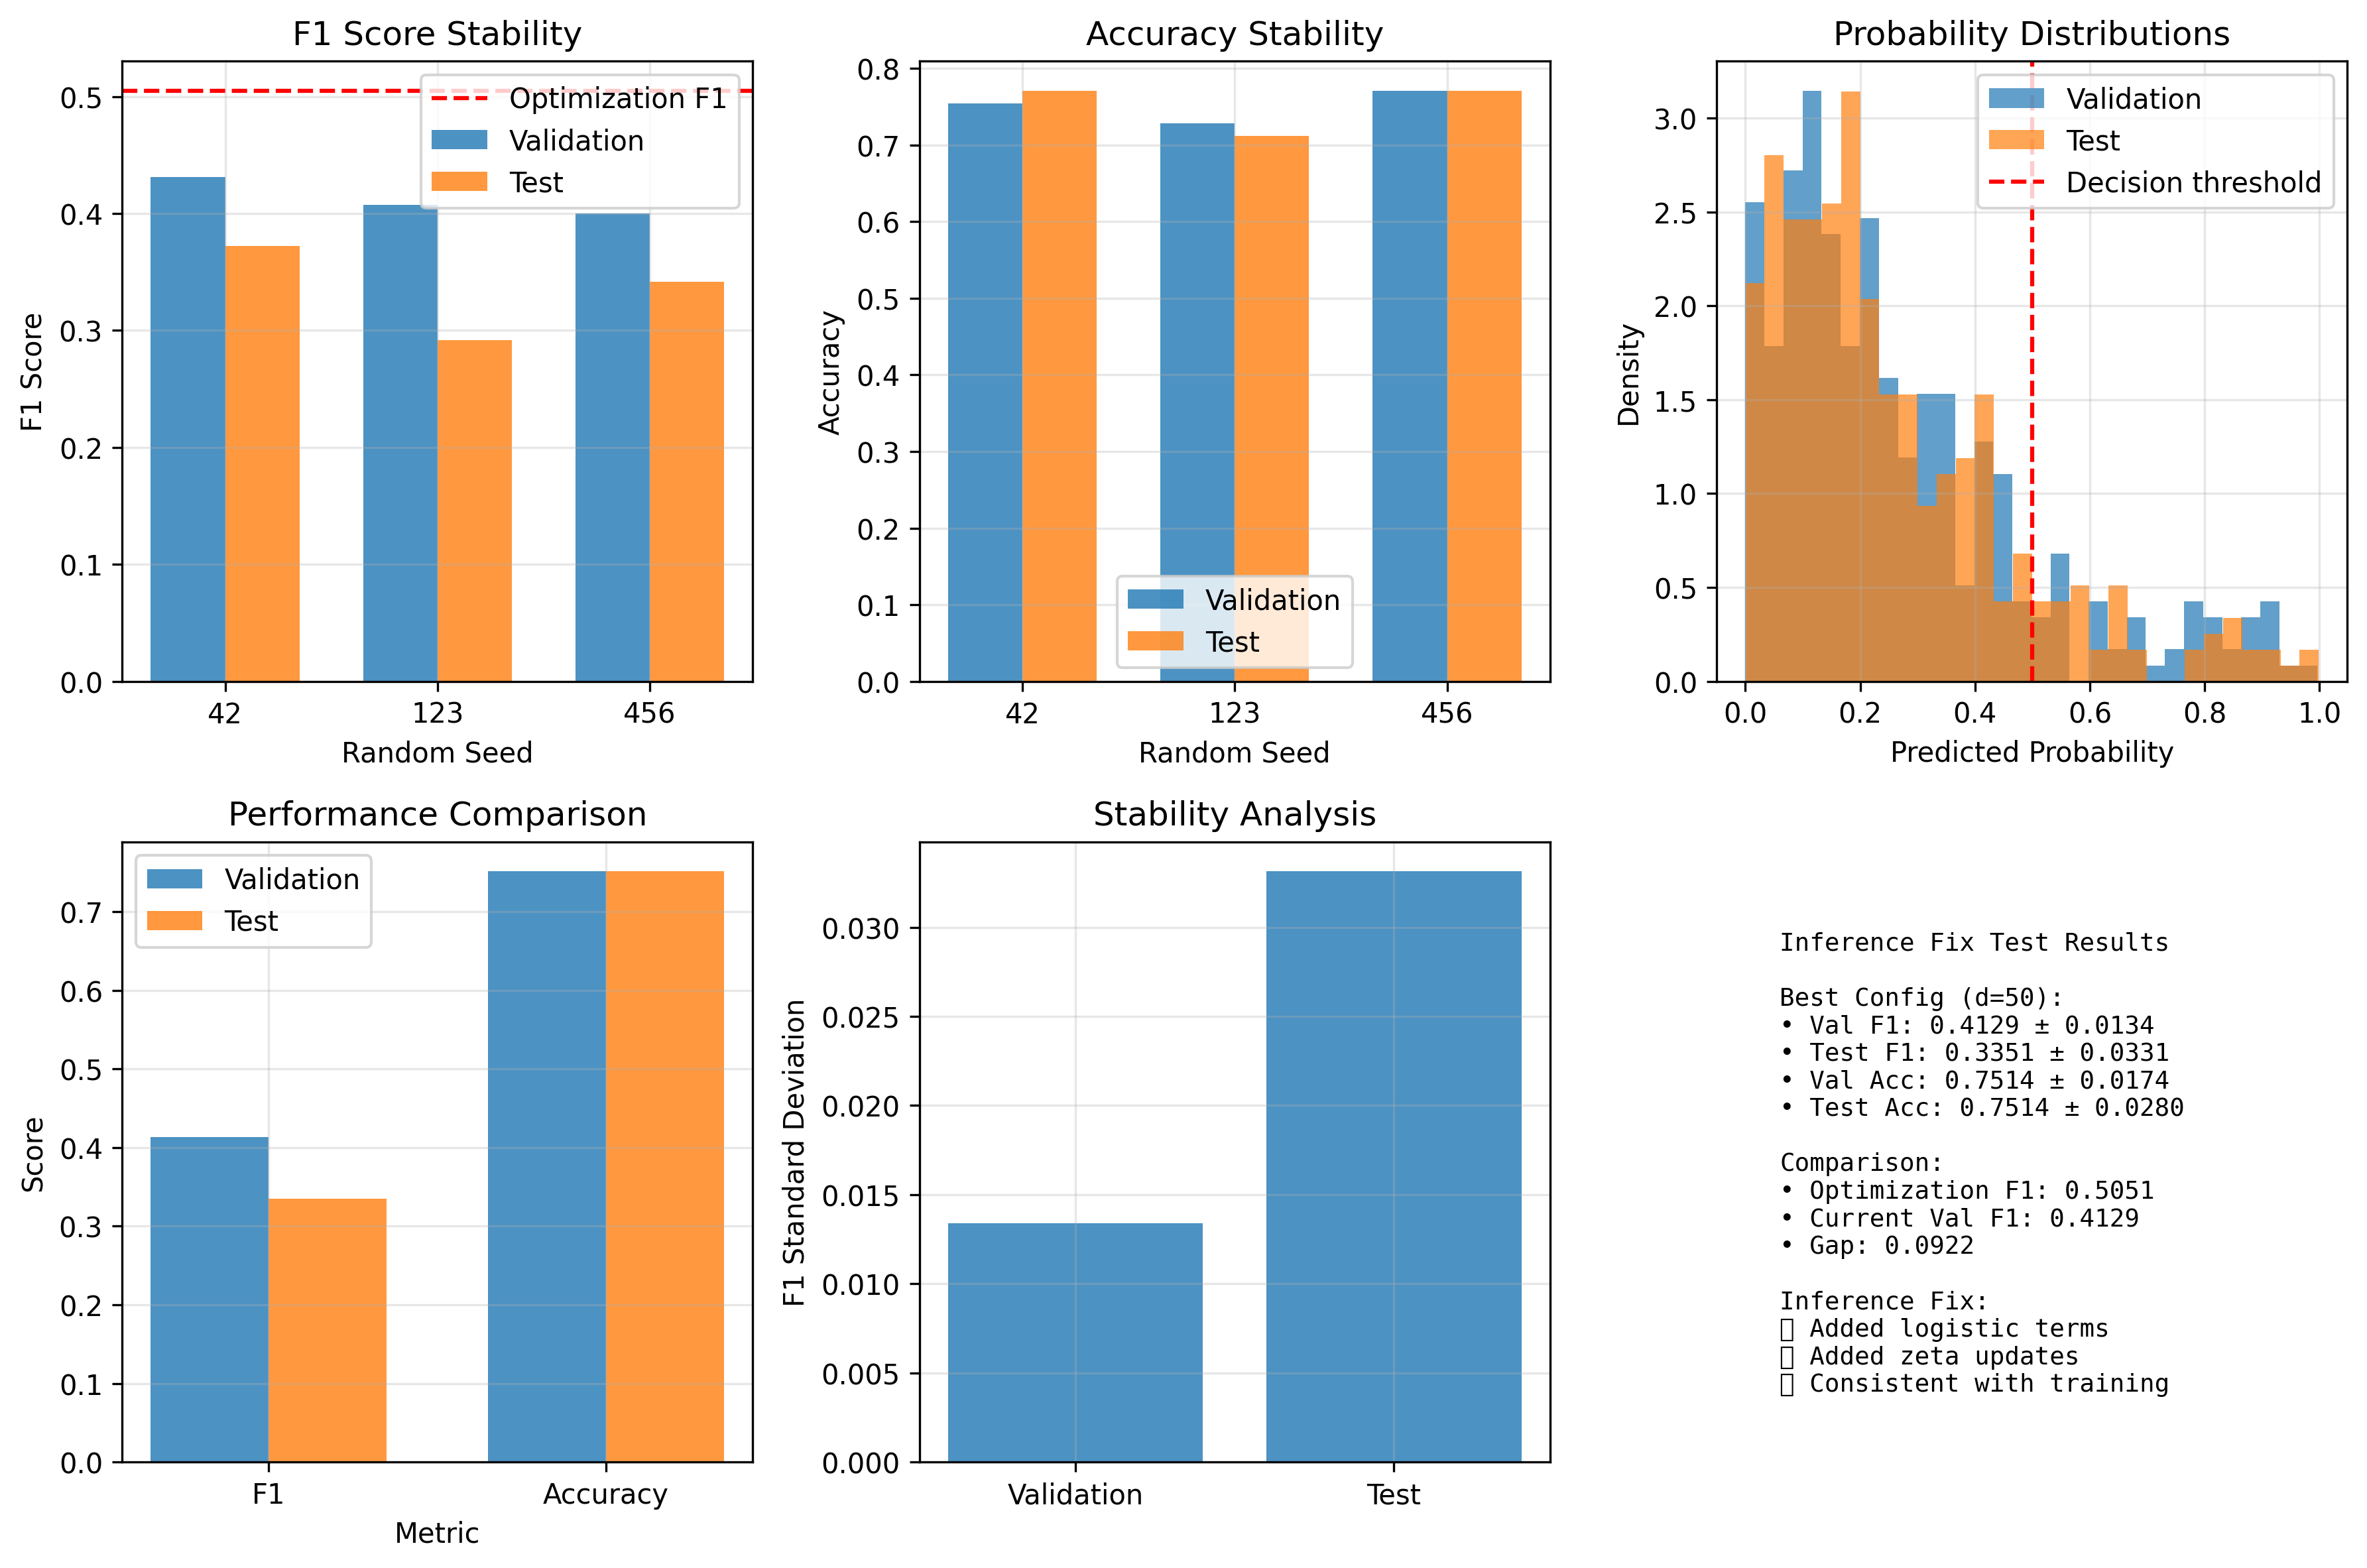 F1 Score Stability
F1 Score
0.5
0.4
0.3
0.2
0.1
0.0
Optimization F1
Validation
Test
42
123
456
Random Seed
Accuracy Stability
Accuracy
0.8
0.7
0.6
0.5
0.4
0.3
0.2
0.1
0.0
Validation
Test
42
123
456
Random Seed
Probability Distributions
Density
3.0
2.5
2.0
1.5
1.0
0.5
0.0
Validation
Test
Decision threshold
0.0
0.2
0.4
0.6
0.8
1.0
Predicted Probability
Performance Comparison
Score
0.7
0.6
0.5
0.4
0.3
0.2
0.1
0.0
Validation
Test
F1
Accuracy
Metric
Stability Analysis
F1 Standard Deviation
0.030
0.025
0.020
0.015
0.010
0.005
0.000
Validation
Test
Inference Fix Test Results
Best Config (d=50):
• Val F1: 0.4129 ± 0.0134
• Test F1: 0.3351 ± 0.0331
• Val Acc: 0.7514 ± 0.0174
• Test Acc: 0.7514 ± 0.0280
Comparison:
• Optimization F1: 0.5051
• Current Val F1: 0.4129
• Gap: 0.0922
Inference Fix:
Added logistic terms
Added zeta updates
Consistent with training